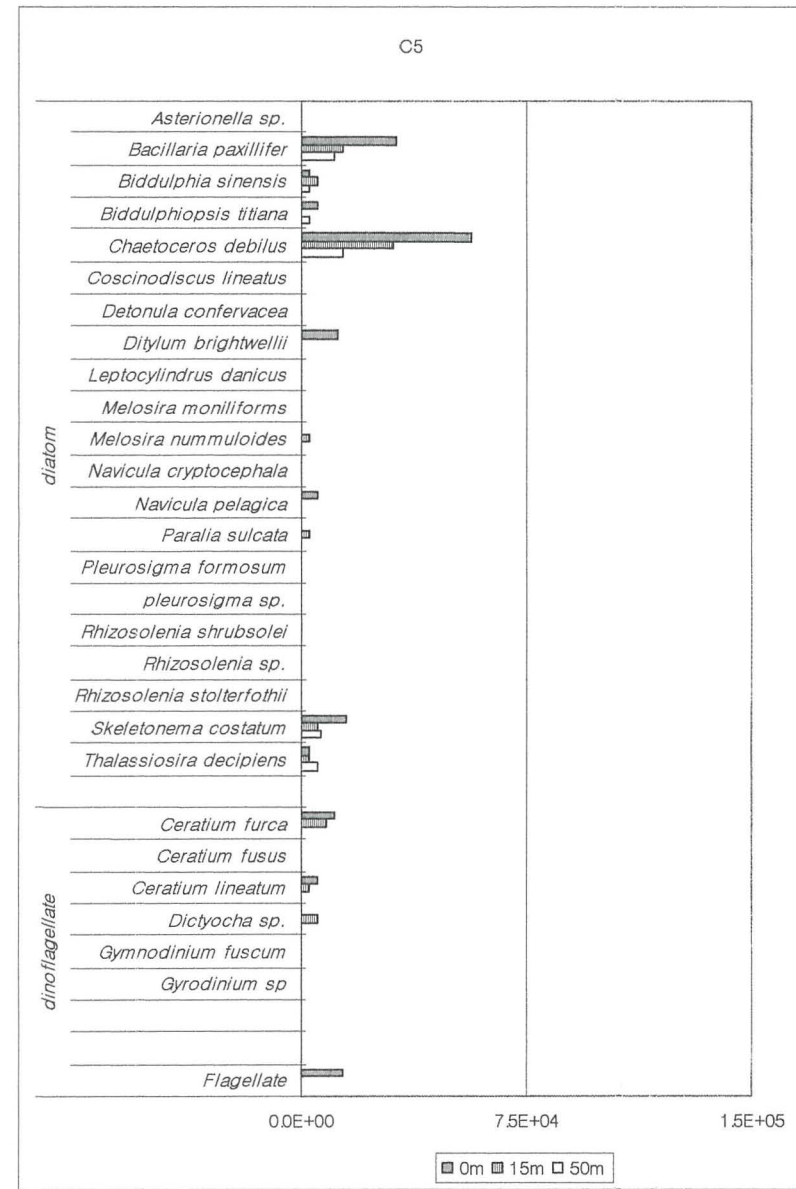 C5
Asterionella sp.
Bacillaria paxillifer
Biddulphia sinensis
Biddulphiopsis titiana
Chaetoceros debilus
Coscinodiscus lineatus
Detonula confervacea
Ditylum brightwellii
Leptocylindrus danicus
Melosira moniliforms
diatom
Melosira nummuloides
Navicula cryptocephala
Navicula pelagica
Paralia sulcata
Pleurosigma formosum
pleurosigma sp.
Rhizosolenia shrubsolei
Rhizosolenia sp.
Rhizosolenia stolterfothii
Skeletonema costatum
Thalassiosira decipiens
Ceratium furca
Ceratium fusus
Ceratium lineatum
dinoflagellate
Dictyocha sp.
Gymnodinium fuscum
Gyrodinium sp
Flagellate
0.0E+00 7.5E+04 1.5E+05
0m 15m 50m